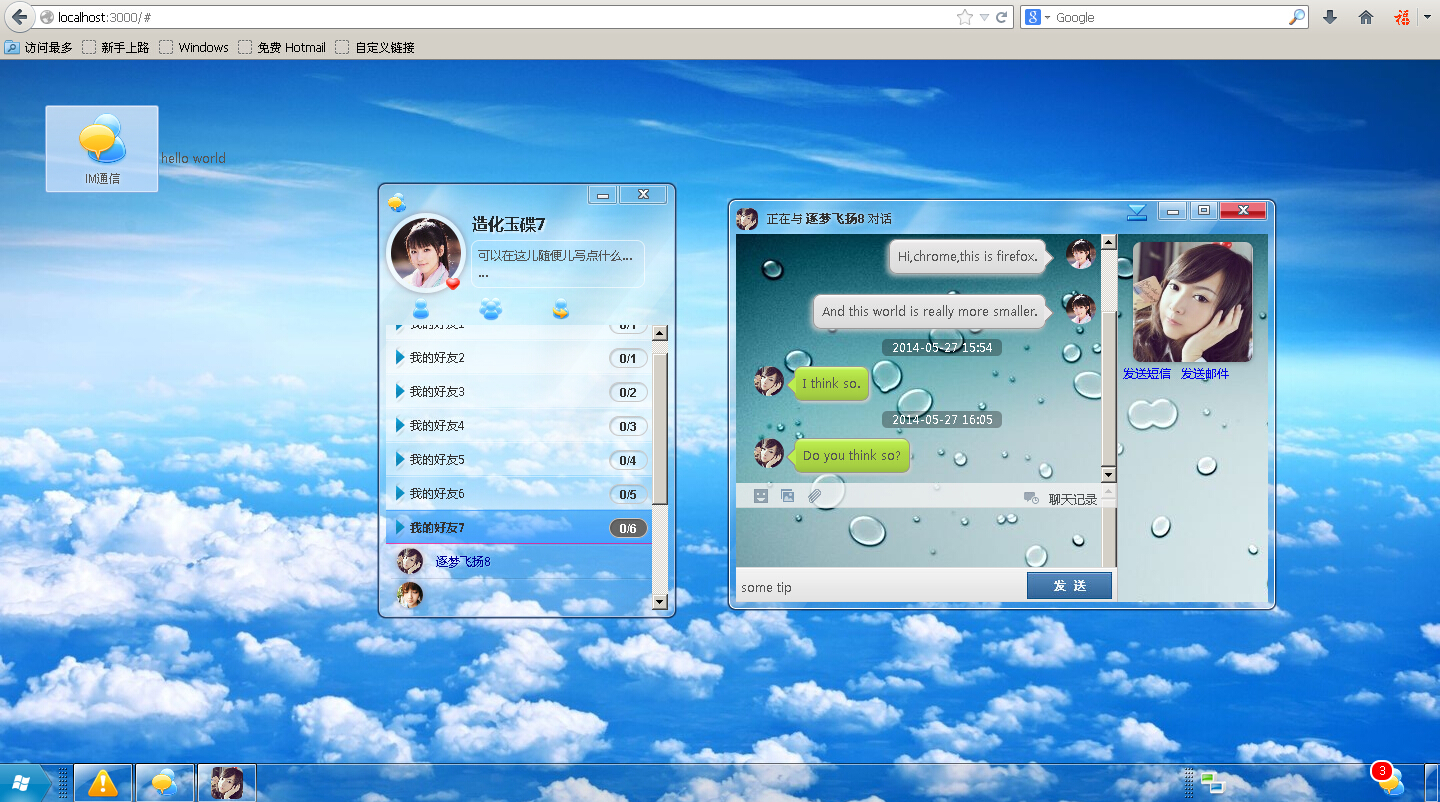 localhost:3000/#
Google
访问最多 新手上路 Windows 免费 Hotmail 自定义链接
IM通信
hello world
造化玉碟7
可以在这儿随便儿写点什么...
...
我的好友1 0/1
我的好友2 0/1
我的好友3 0/2
我的好友4 0/3
我的好友5 0/4
我的好友6 0/5
我的好友7 0/6
逐梦飞扬8
正在与 逐梦飞扬8 对话
Hi,chrome,this is firefox.
And this world is really more smaller.
2014-05-27 15:54
I think so.
2014-05-27 16:05
Do you think so?
聊天记录
some tip
发 送
发送短信 发送邮件
福
3